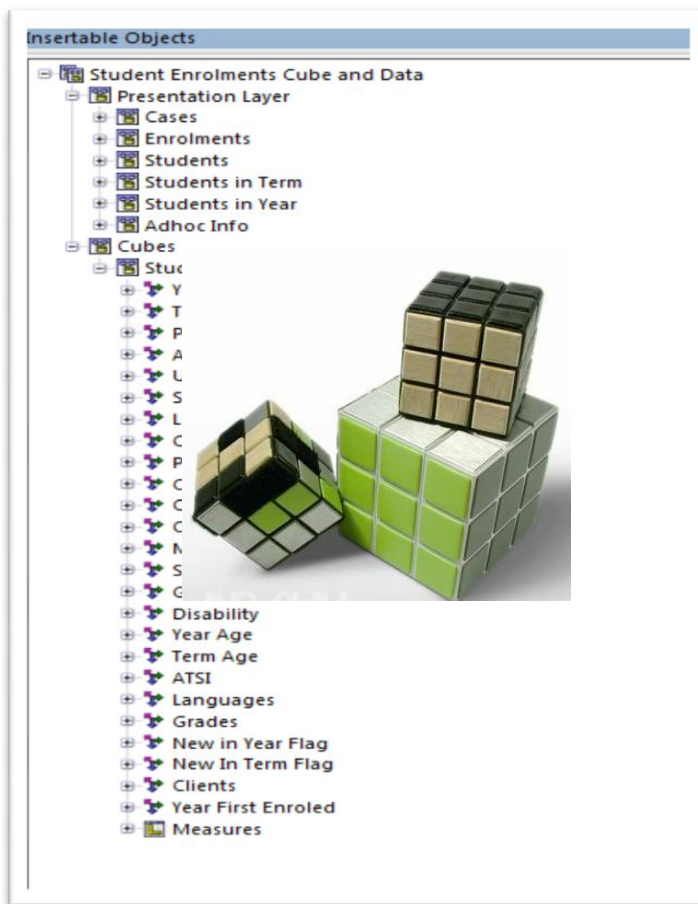 Insertable Objects
Student Enrolments Cube and Data
Presentation Layer
Cases
Enrolments
Students
Students in Term
Students in Year
Adhoc Info
Cubes
Y
T
P
A
U
S
L
C
P
C
C
C
M
S
G
Disability
Year Age
Term Age
ATSI
Languages
Grades
New in Year Flag
New In Term Flag
Clients
Year First Enroled
Measures